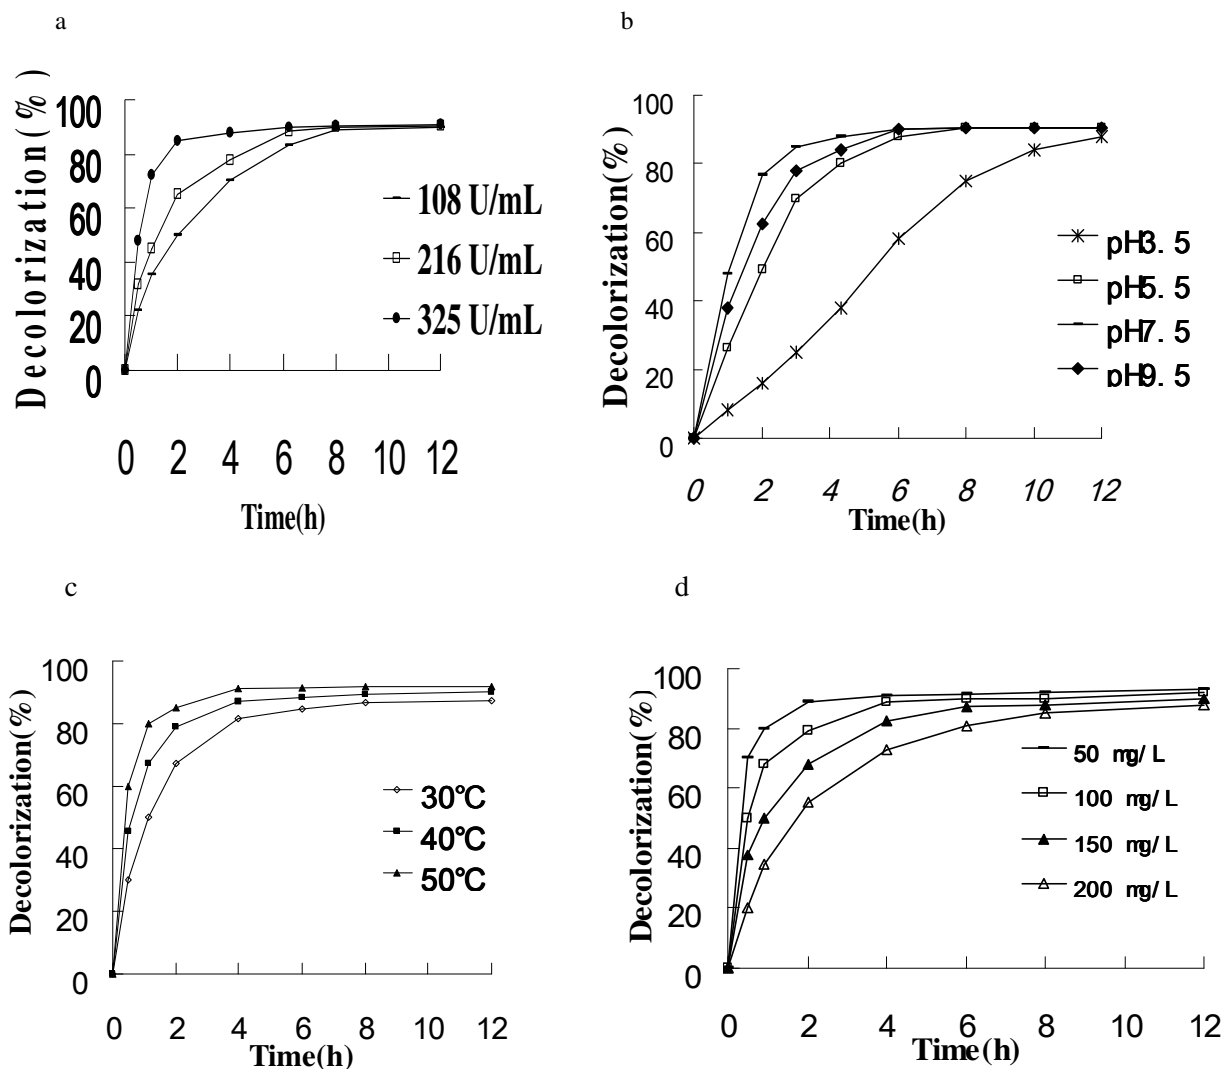 a
Decolorization(%)
100
80
60
40
20
0
108 U/mL
216 U/mL
325 U/mL
0 2 4 6 8 10 12
Time(h)
b
Decolorization(%)
100
80
60
40
20
0
pH3. 5
pH5. 5
pH7. 5
pH9. 5
0 2 4 6 8 10 12
Time(h)
c
Decolorization(%)
100
80
60
40
20
0
30℃
40℃
50℃
0 2 4 6 8 10 12
Time(h)
d
Decolorization(%)
100
80
60
40
20
0
50 mg/L
100 mg/L
150 mg/L
200 mg/L
0 2 4 6 8 10 12
Time(h)